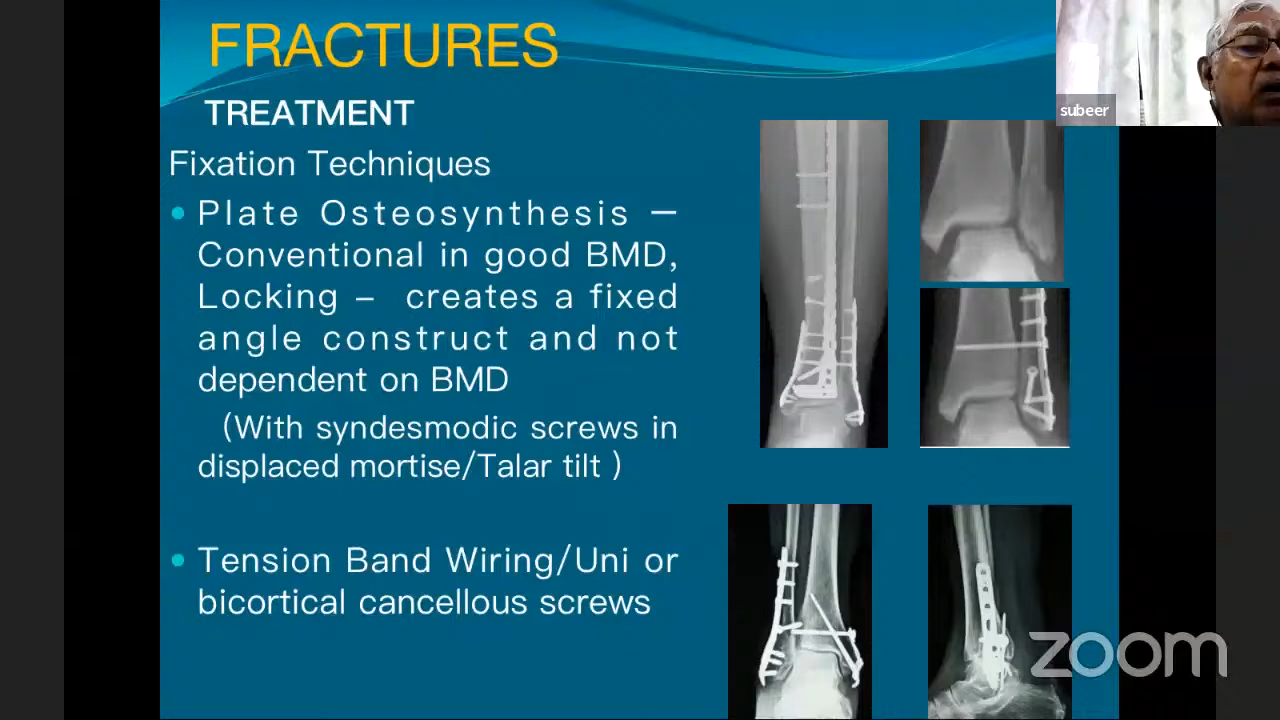 FRACTURES
subeer
TREATMENT
Fixation Techniques
• Plate Osteosynthesis –
Conventional in good BMD,
Locking – creates a fixed
angle construct and not
dependent on BMD
(With syndesmodic screws in
displaced mortise/Talar tilt )
• Tension Band Wiring/Uni or
bicortical cancellous screws
zoom